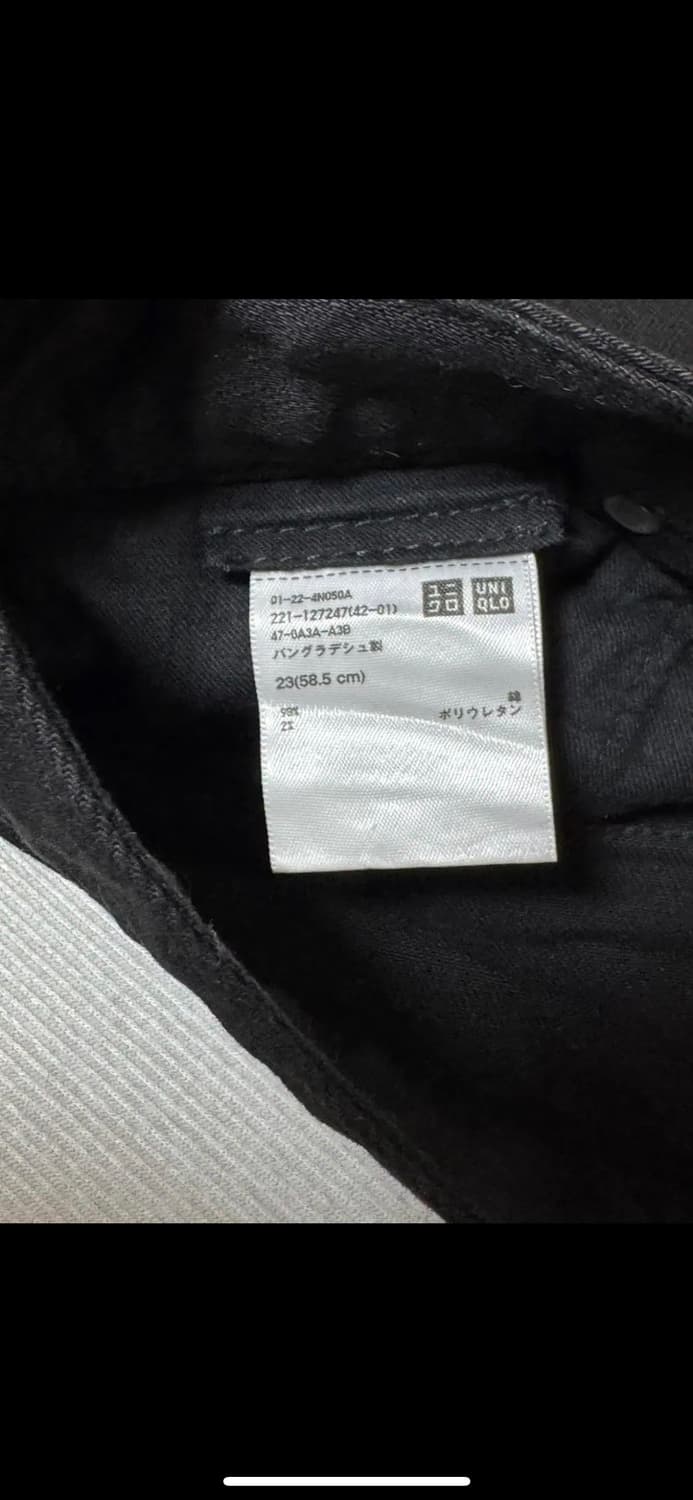 01-22-4N050A
221-127247(42-01)
47-0A3A-A3B
バングラデシュ製
ユニ
クロ
UNI
QLO
23(58.5 cm)
98% 綿
2% ポリウレタン